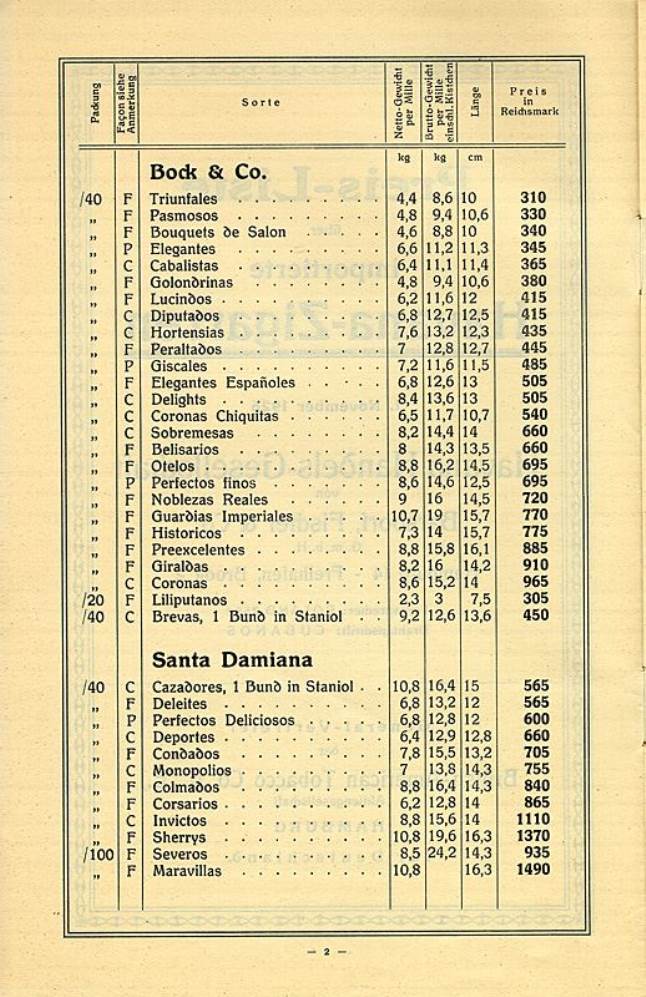 Packung Façon siehe Anmerkung Sorte Netto-Gewicht per Mille Brutto-Gewicht per Mille einschl. Kistchen Länge Preis in Reichsmark
kg kg cm
Bock & Co.
/40 F Triunfales 4,4 8,6 10 310
„ F Pasmosos 4,8 9,4 10,6 330
„ F Bouquets de Salon 4,6 8,8 10 340
„ P Elegantes 6,6 11,2 11,3 345
„ C Cabalistas 6,4 11,1 11,4 365
„ F Golondrinas 4,8 9,4 10,6 380
„ F Lucindos 6,2 11,6 12 415
„ C Diputados 6,8 12,7 12,5 415
„ C Hortensias 7,6 13,2 12,3 435
„ F Peraltados 7 12,8 12,7 445
„ P Giscales 7,2 11,6 11,5 485
„ F Elegantes Españoles 6,8 12,6 13 505
„ C Delights 8,4 13,6 13 505
„ C Coronas Chiquitas 6,5 11,7 10,7 540
„ C Sobremesas 8,2 14,4 14 660
„ F Belisarios 8 14,3 13,5 660
„ F Otelos 8,8 16,2 14,5 695
„ P Perfectos finos 8,6 14,6 12,5 695
„ F Noblezas Reales 9 16 14,5 720
„ F Guardias Imperiales 10,7 19 15,7 770
„ F Historicos 7,3 14 15,7 775
„ F Preexcelentes 8,8 15,8 16,1 885
„ F Giraldas 8,2 16 14,2 910
„ C Coronas 8,6 15,2 14 965
/20 F Liliputanos 2,3 3 7,5 305
/40 C Brevas, 1 Bund in Staniol 9,2 12,6 13,6 450
Santa Damiana
/40 C Cazadores, 1 Bund in Staniol 10,8 16,4 15 565
„ F Deleites 6,8 13,2 12 565
„ P Perfectos Deliciosos 6,8 12,8 12 600
„ C Deportes 6,4 12,9 12,8 660
„ F Condados 7,8 15,5 13,2 705
„ C Monopolios 7 13,8 14,3 755
„ F Colmados 8,8 16,4 14,3 840
„ F Corsarios 6,2 12,8 14 865
„ C Invictos 8,8 15,6 14 1110
„ F Sherrys 10,8 19,6 16,3 1370
/100 F Severos 8,5 24,2 14,3 935
„ F Maravillas 10,8 16,3 1490
— 2 —